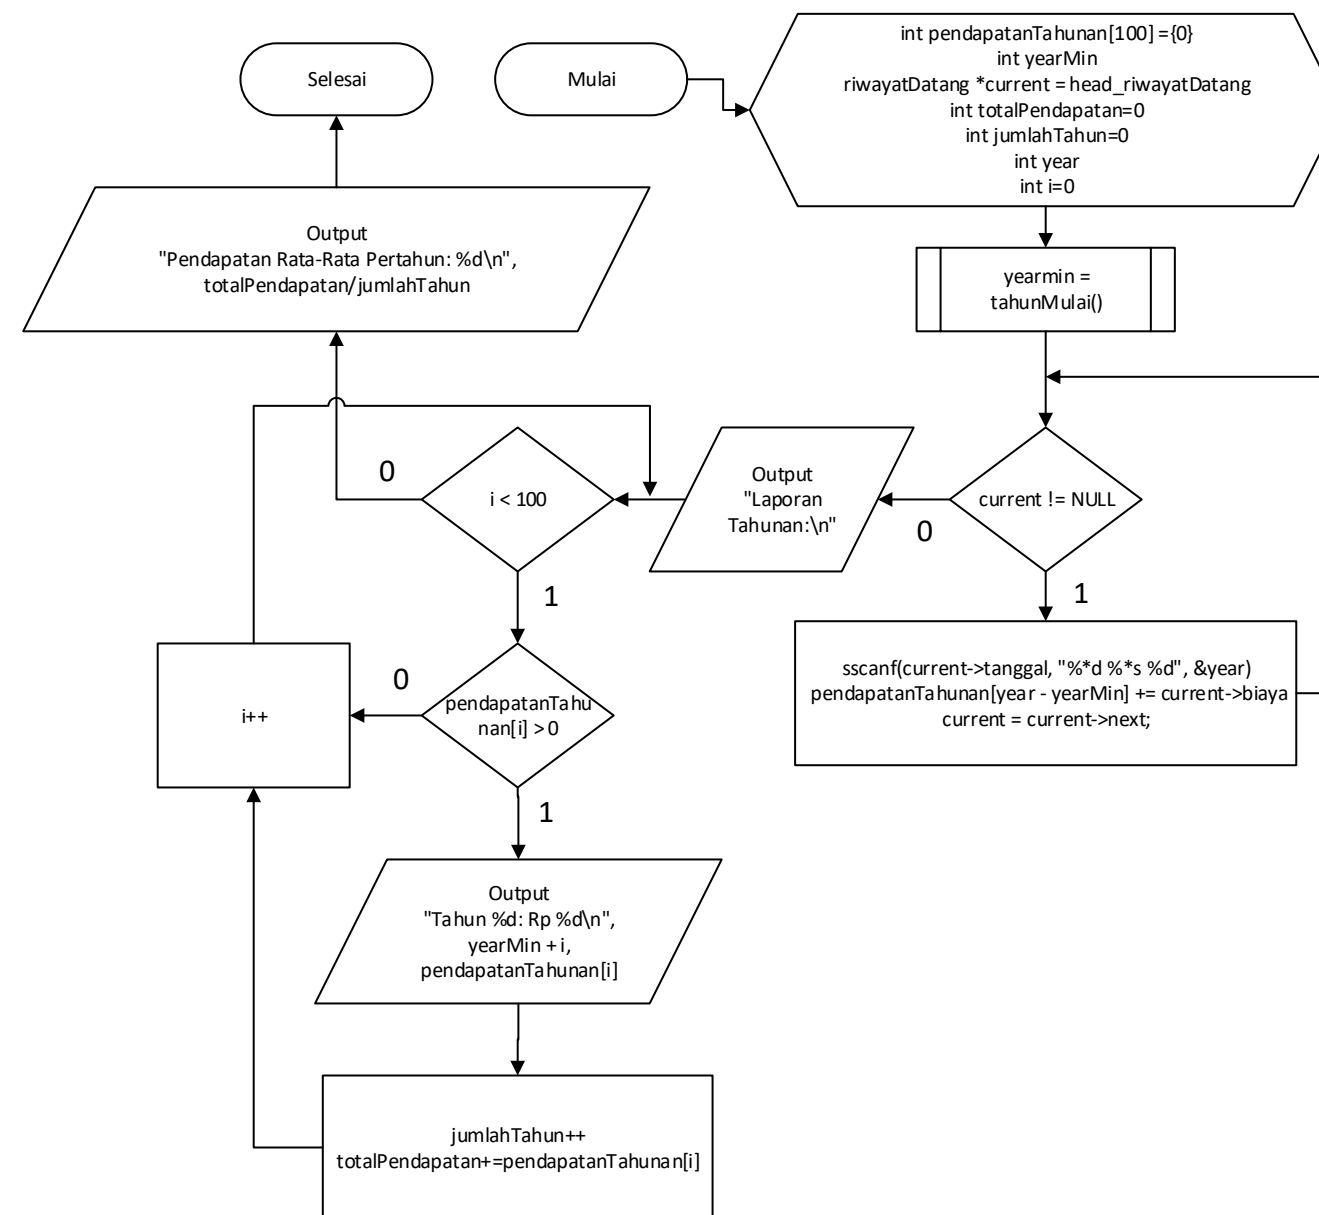 Selesai
Mulai
int pendapatanTahunan[100] ={0}
int yearMin
riwayatDatang *current = head_riwayatDatang
int totalPendapatan=0
int jumlahTahun=0
int year
int i=0
Output
"Pendapatan Rata-Rata Pertahun: %d\n",
totalPendapatan/jumlahTahun
yearmin =
tahunMulai()
current != NULL
0
1
Output
"Laporan
Tahunan:\n"
i < 100
0
1
sscanf(current->tanggal, "%*d %*s %d", &year)
pendapatanTahunan[year - yearMin] += current->biaya
current = current->next;
pendapatanTahu
nan[i] > 0
0
1
i++
Output
"Tahun %d: Rp %d\n",
yearMin + i,
pendapatanTahunan[i]
jumlahTahun++
totalPendapatan+=pendapatanTahunan[i]